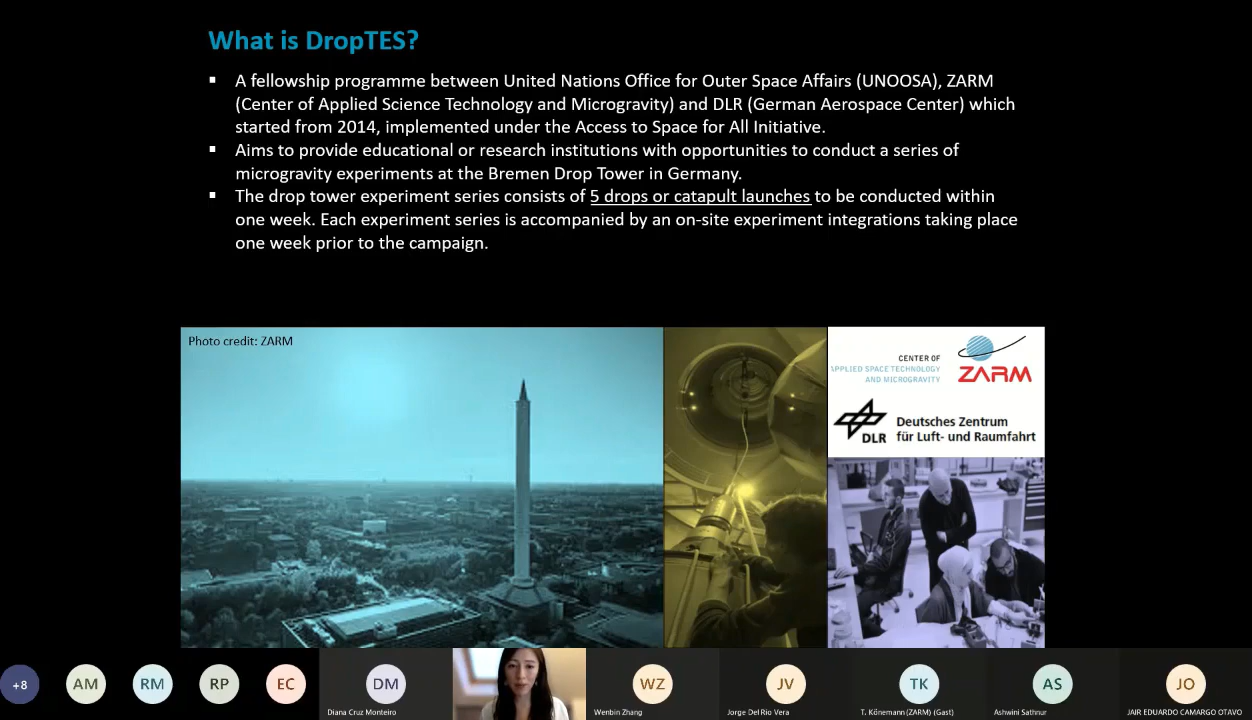 What is DropTES?
▪ A fellowship programme between United Nations Office for Outer Space Affairs (UNOOSA), ZARM
(Center of Applied Science Technology and Microgravity) and DLR (German Aerospace Center) which
started from 2014, implemented under the Access to Space for All Initiative.
▪ Aims to provide educational or research institutions with opportunities to conduct a series of
microgravity experiments at the Bremen Drop Tower in Germany.
▪ The drop tower experiment series consists of 5 drops or catapult launches to be conducted within
one week. Each experiment series is accompanied by an on-site experiment integrations taking place
one week prior to the campaign.
Photo credit: ZARM
CENTER OF
APPLIED SPACE TECHNOLOGY
AND MICROGRAVITY
ZARM
DLR
Deutsches Zentrum
für Luft- und Raumfahrt
+8
AM
RM
RP
EC
DM
Diana Cruz Monteiro
WZ
Wenbin Zhang
JV
Jorge Del Rio Vera
TK
T. Könemann (ZARM) (Gast)
AS
Ashwini Sathnur
JO
JAIR EDUARDO CAMARGO OTAVO